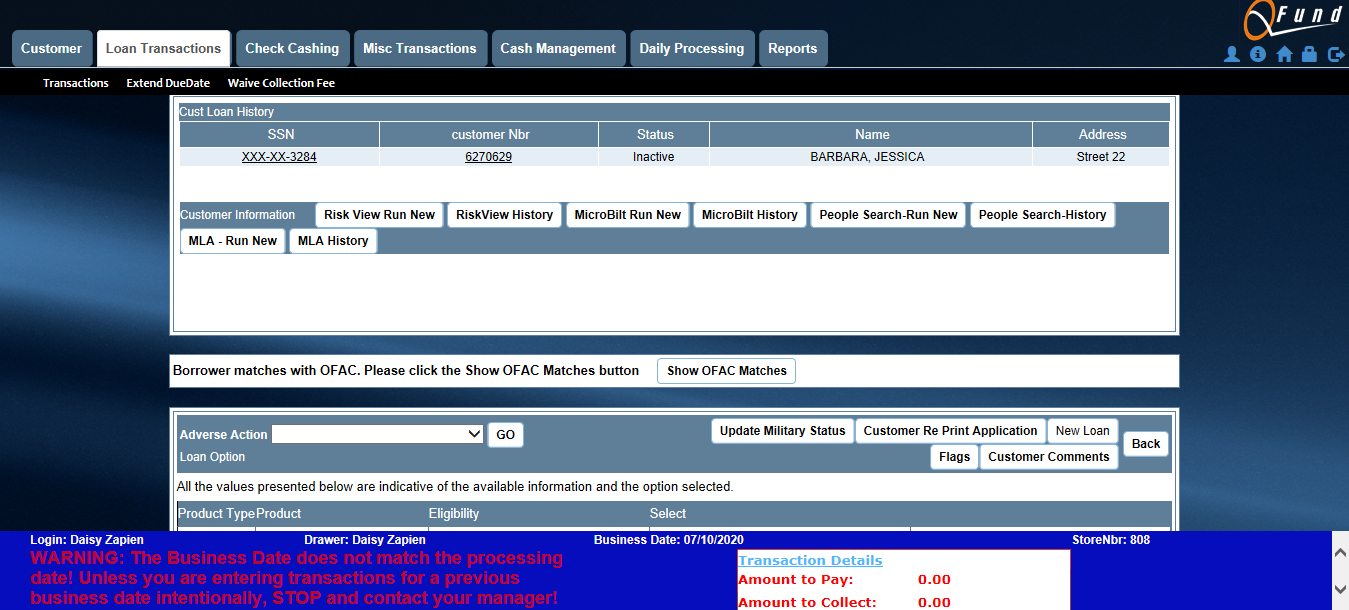 QFund
Customer Loan Transactions Check Cashing Misc Transactions Cash Management Daily Processing Reports
Transactions Extend DueDate Waive Collection Fee
Cust Loan History
SSN customer Nbr Status Name Address
XXX-XX-3284 6270629 Inactive BARBARA, JESSICA Street 22
Customer Information Risk View Run New RiskView History MicroBilt Run New MicroBilt History People Search-Run New People Search-History
MLA - Run New MLA History
Borrower matches with OFAC. Please click the Show OFAC Matches button Show OFAC Matches
Adverse Action GO Update Military Status Customer Re Print Application New Loan Back
Loan Option Flags Customer Comments
All the values presented below are indicative of the available information and the option selected.
Product Type Product Eligibility Select
Login: Daisy Zapien Drawer: Daisy Zapien Business Date: 07/10/2020 StoreNbr: 808
WARNING: The Business Date does not match the processing
date! Unless you are entering transactions for a previous
business date intentionally, STOP and contact your manager!
Transaction Details
Amount to Pay: 0.00
Amount to Collect: 0.00